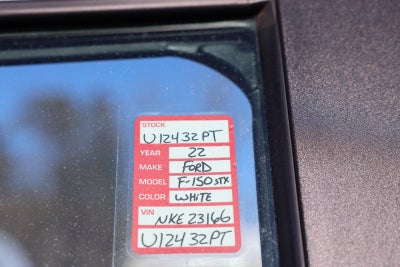 STOCK
U12432PT
YEAR 22
MAKE FORD
MODEL F-150 STX
COLOR WHITE
VIN
NKE23166
U12432PT